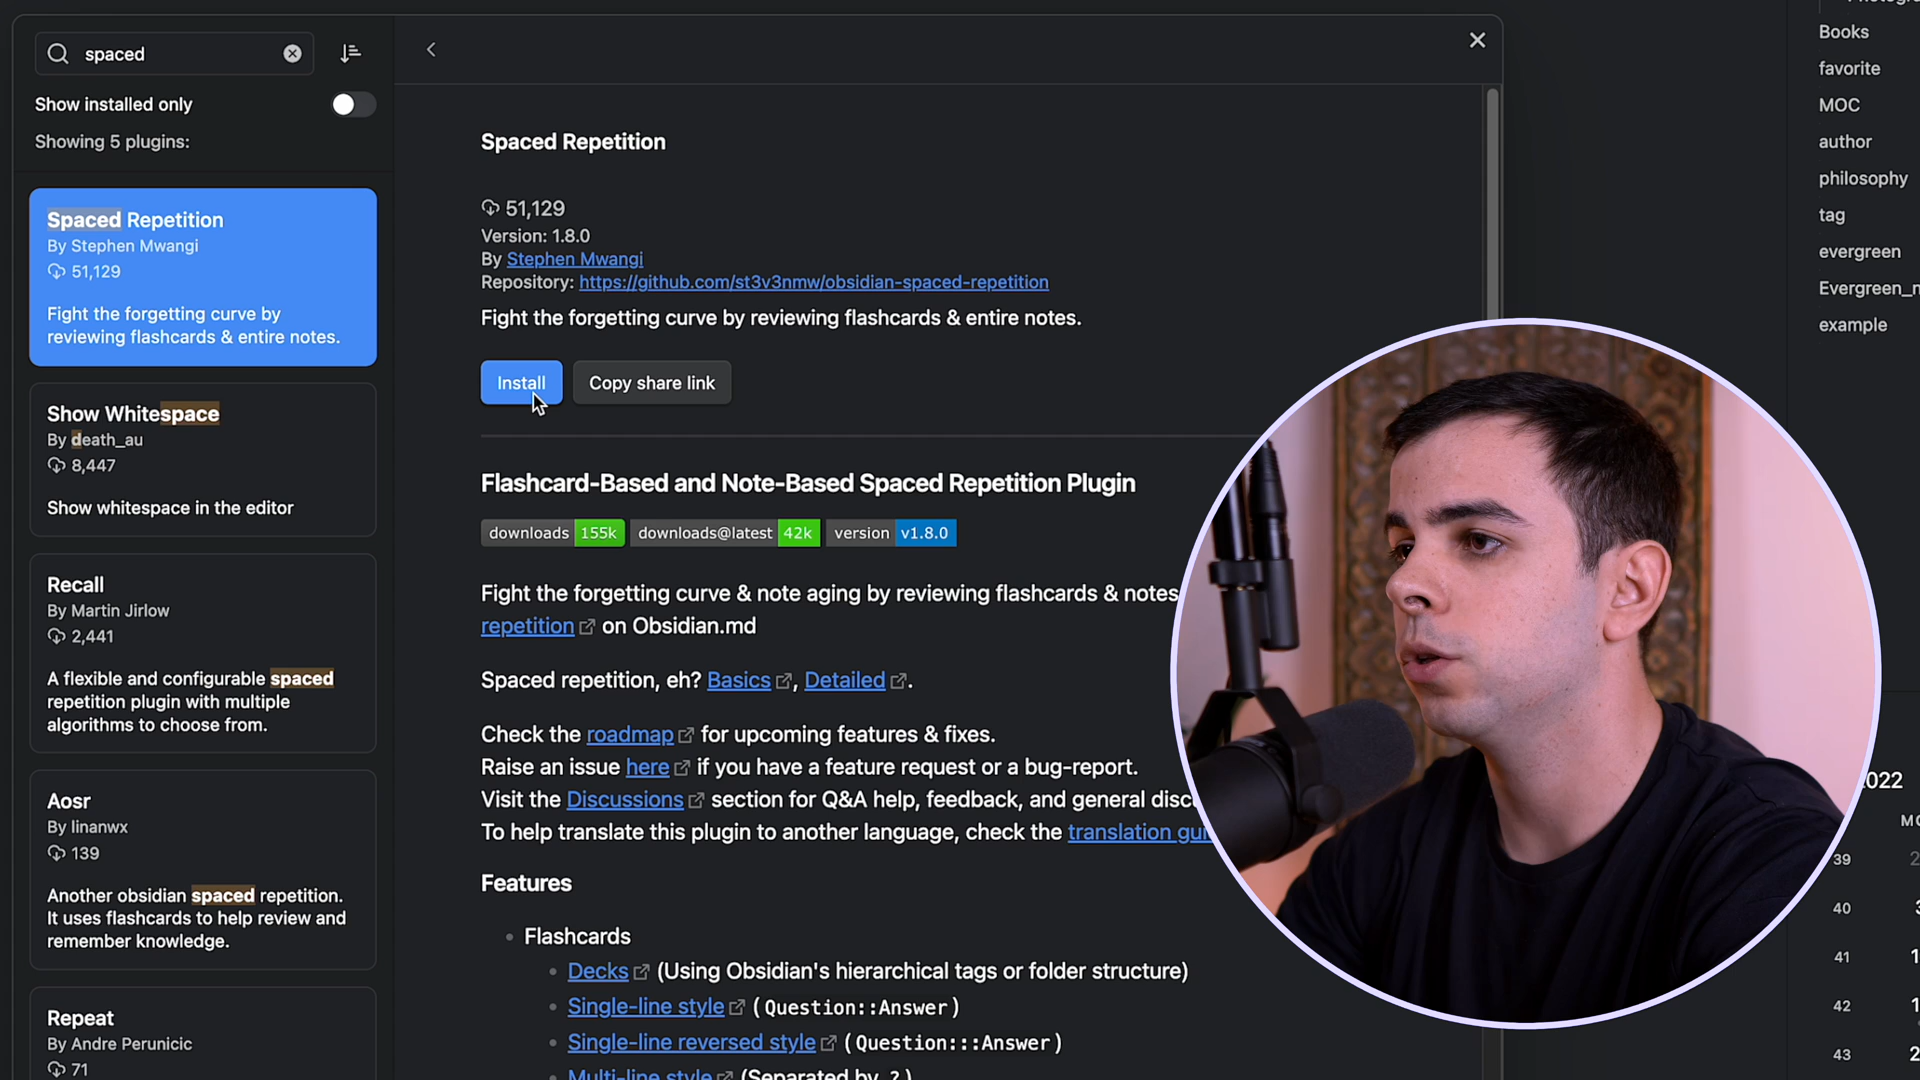 spaced
Show installed only
Showing 5 plugins:
Spaced Repetition
By Stephen Mwangi
51,129
Fight the forgetting curve by
reviewing flashcards & entire notes.
Show Whitespace
By death_au
8,447
Show whitespace in the editor
Recall
By Martin Jirlow
2,441
A flexible and configurable spaced
repetition plugin with multiple
algorithms to choose from.
Aosr
By linanwx
139
Another obsidian spaced repetition.
It uses flashcards to help review and
remember knowledge.
Repeat
By Andre Perunicic
71
Spaced Repetition
51,129
Version: 1.8.0
By Stephen Mwangi
Repository: https://github.com/st3v3nmw/obsidian-spaced-repetition
Fight the forgetting curve by reviewing flashcards & entire notes.
Install Copy share link
Flashcard-Based and Note-Based Spaced Repetition Plugin
downloads 155k downloads@latest 42k version v1.8.0
Fight the forgetting curve & note aging by reviewing flashcards & notes
repetition on Obsidian.md
Spaced repetition, eh? Basics, Detailed.
Check the roadmap for upcoming features & fixes.
Raise an issue here if you have a feature request or a bug-report.
Visit the Discussions section for Q&A help, feedback, and general
To help translate this plugin to another language, check the translation
Features
Flashcards
Decks (Using Obsidian's hierarchical tags or folder structure)
Single-line style (Question::Answer)
Single-line reversed style (Question:::Answer)
Multi-line style (Separated by ?)
Books
favorite
MOC
author
philosophy
tag
evergreen
example
39
40
41
42
43